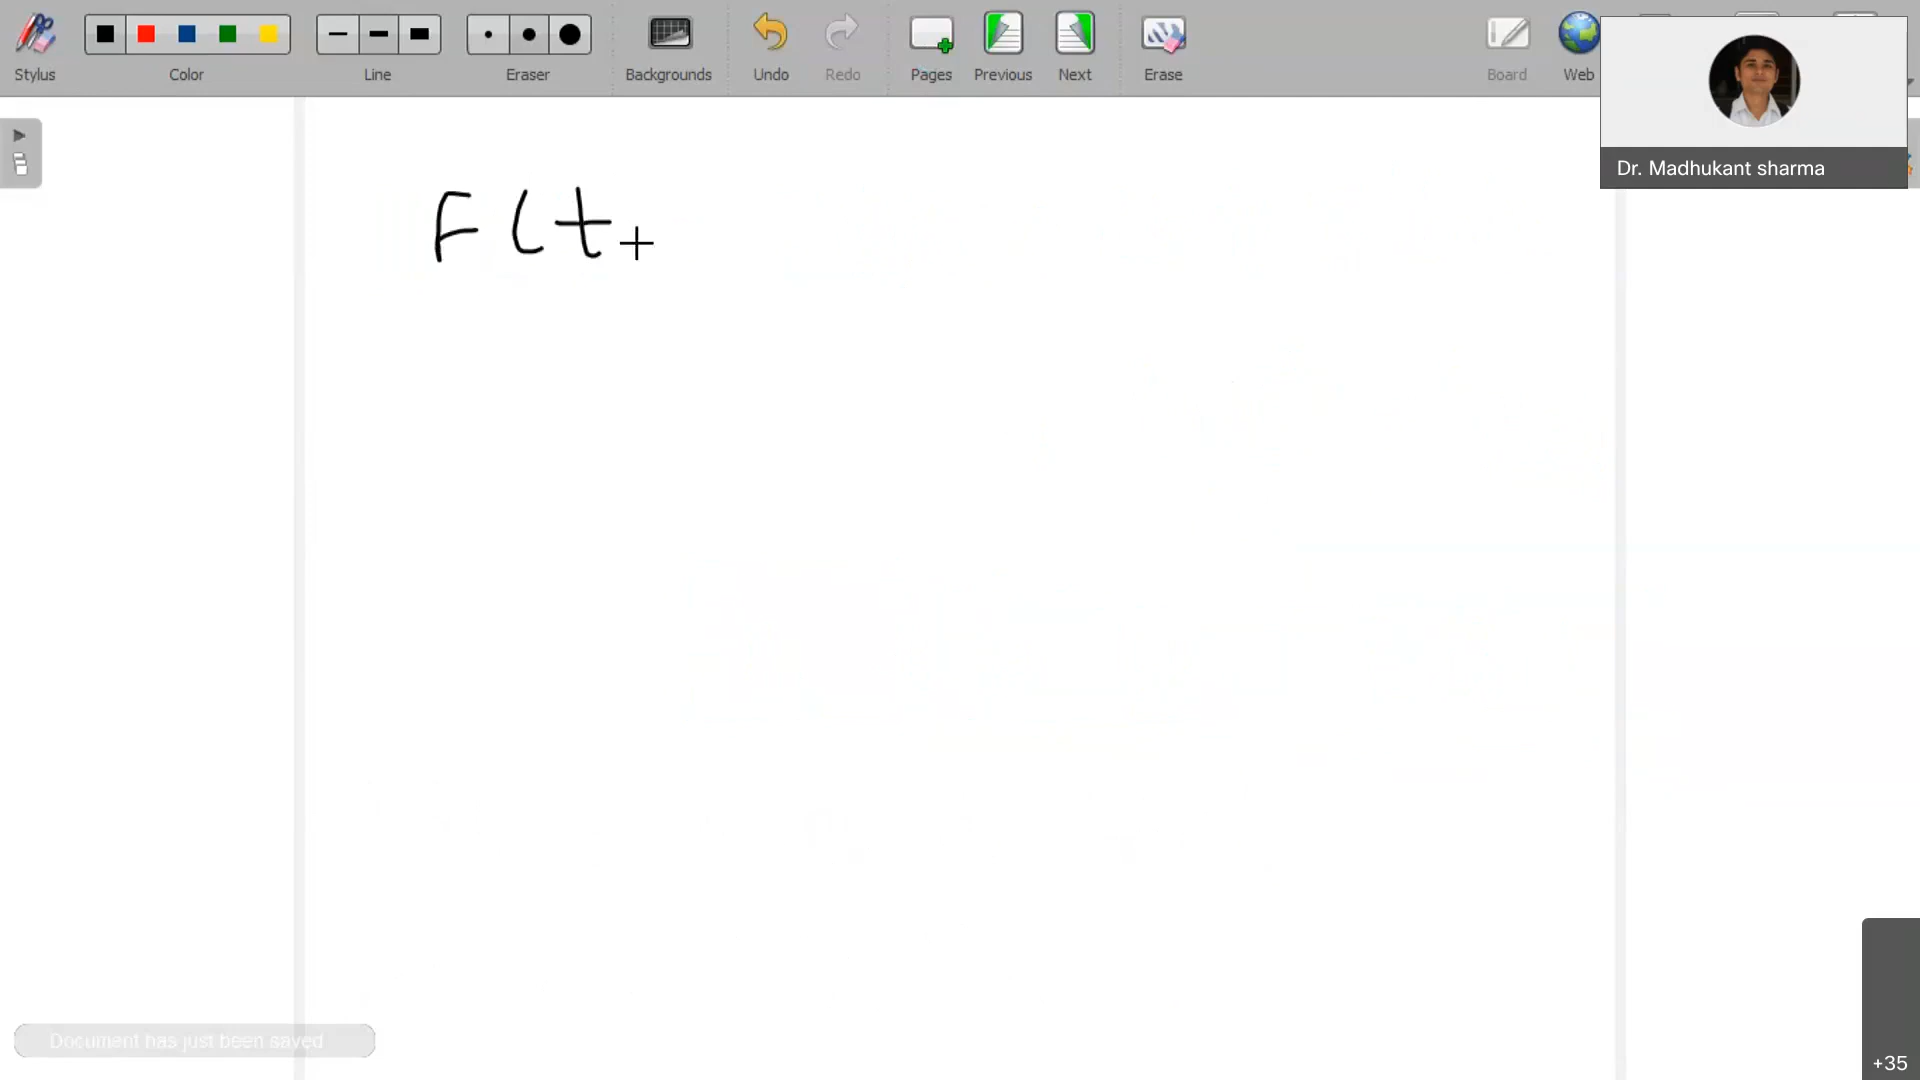 Stylus Color Line Eraser Backgrounds Undo Redo Pages Previous Next Erase Board Web
Dr. Madhukant sharma
F(t
Document has just been saved
+35